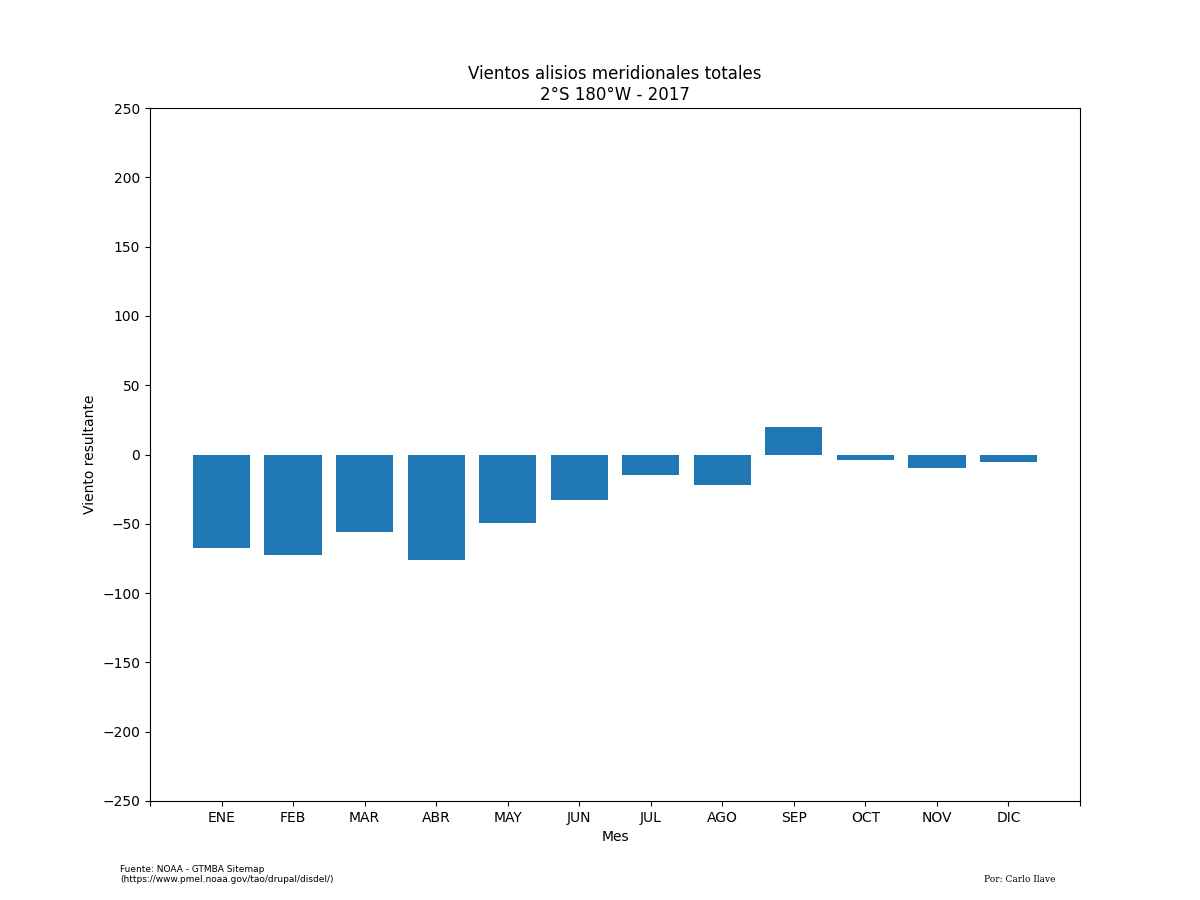 Vientos alisios meridionales totales
2°S 180°W - 2017
250
200
150
100
50
0
−50
−100
−150
−200
−250
Viento resultante
ENE FEB MAR ABR MAY JUN JUL AGO SEP OCT NOV DIC
Mes
Fuente: NOAA - GTMBA Sitemap
(https://www.pmel.noaa.gov/tao/drupal/disdel/)
Por: Carlo Ilave